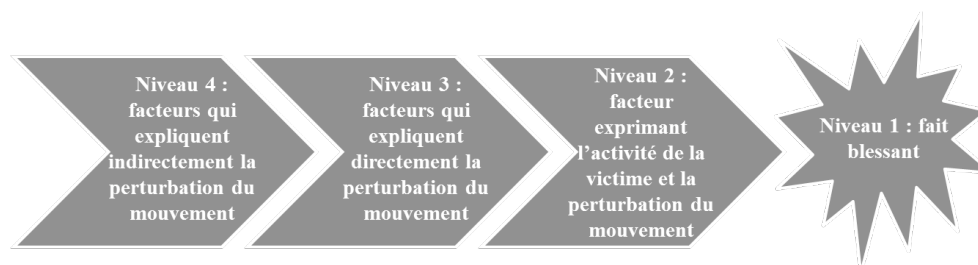 Niveau 4 :
facteurs qui
expliquent
indirectement la
perturbation du
mouvement
Niveau 3 :
facteurs qui
expliquent
directement la
perturbation du
mouvement
Niveau 2 :
facteur
exprimant
l’activité de la
victime et la
perturbation du
mouvement
Niveau 1 : fait
blessant